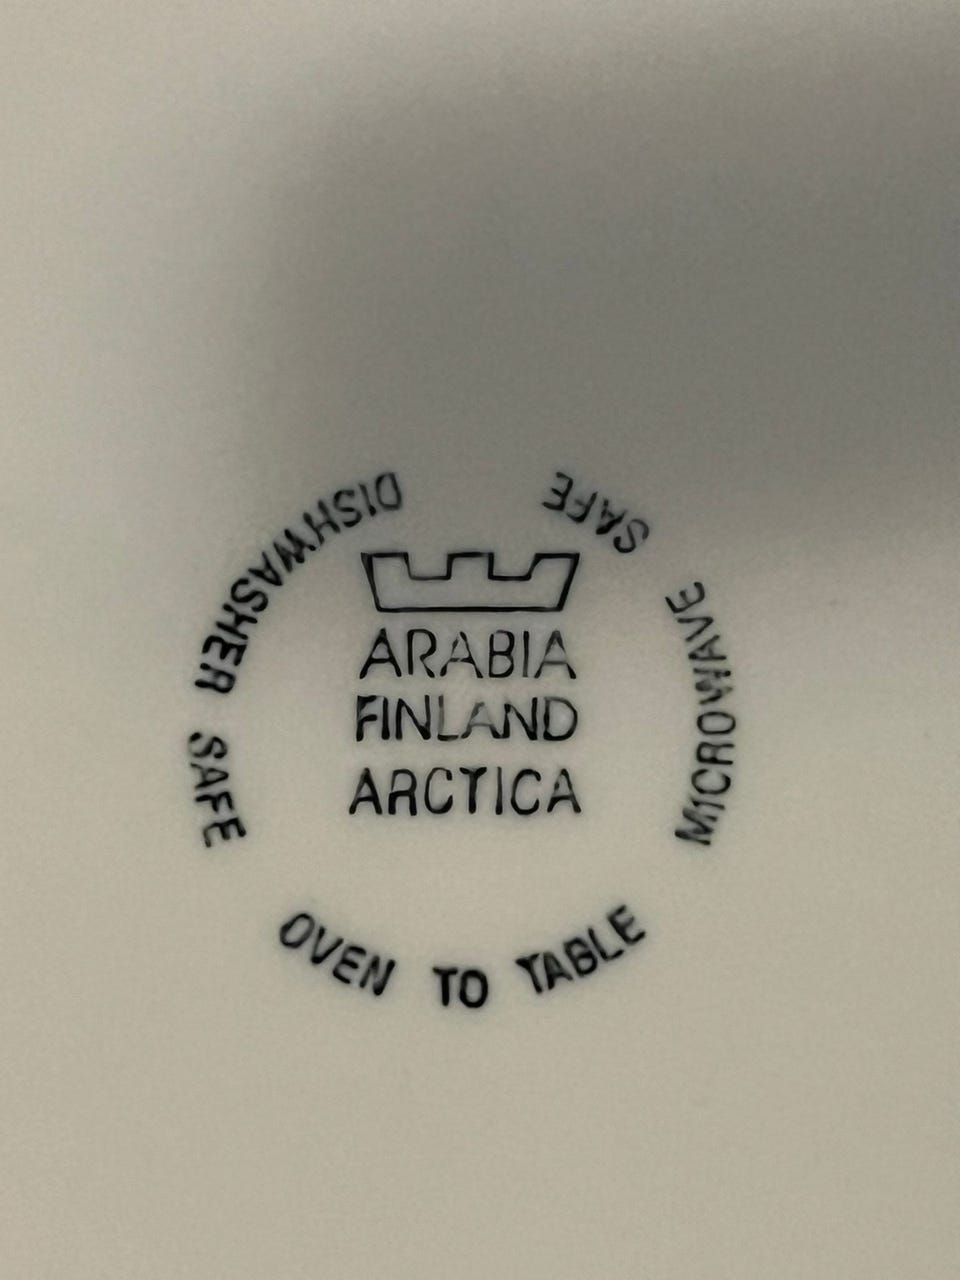 ARABIA
FINLAND
ARCTICA
DISHWASHER SAFE
OVEN TO TABLE
MICROWAVE SAFE